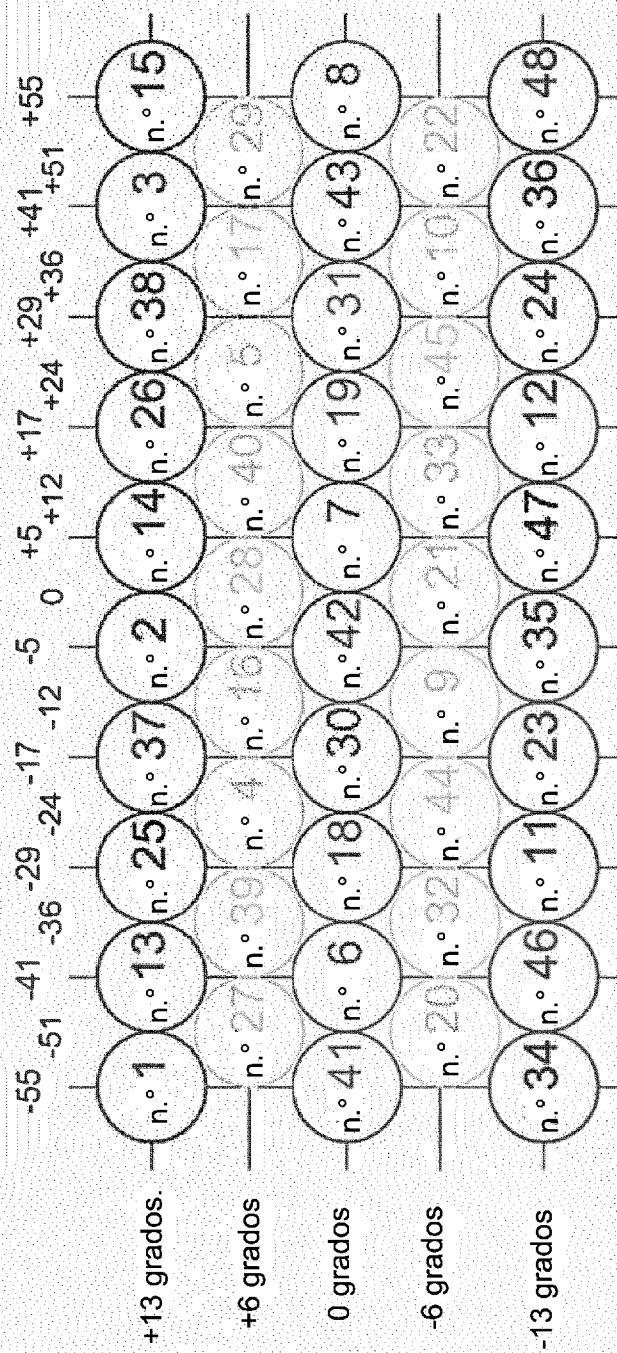 -55 -41 -29 -17 -5 +5 +17 +29 +41 +55
-51 -36 -24 -12 0 +12 +24 +36 +51
+13 grados. n.° 1 n.° 13 n.° 25 n.° 37 n.° 2 n.° 14 n.° 26 n.° 38 n.° 3 n.° 15
+6 grados n.° 27 n.° 39 n.° 4 n.° 16 n.° 28 n.° 40 n.° 5 n.° 17 n.° 29
0 grados n.° 41 n.° 6 n.° 18 n.° 30 n.° 42 n.° 7 n.° 19 n.° 31 n.° 43 n.° 8
-6 grados n.° 20 n.° 32 n.° 44 n.° 9 n.° 21 n.° 33 n.° 45 n.° 10 n.° 22
-13 grados n.° 34 n.° 46 n.° 11 n.° 23 n.° 35 n.° 47 n.° 12 n.° 24 n.° 36 n.° 48